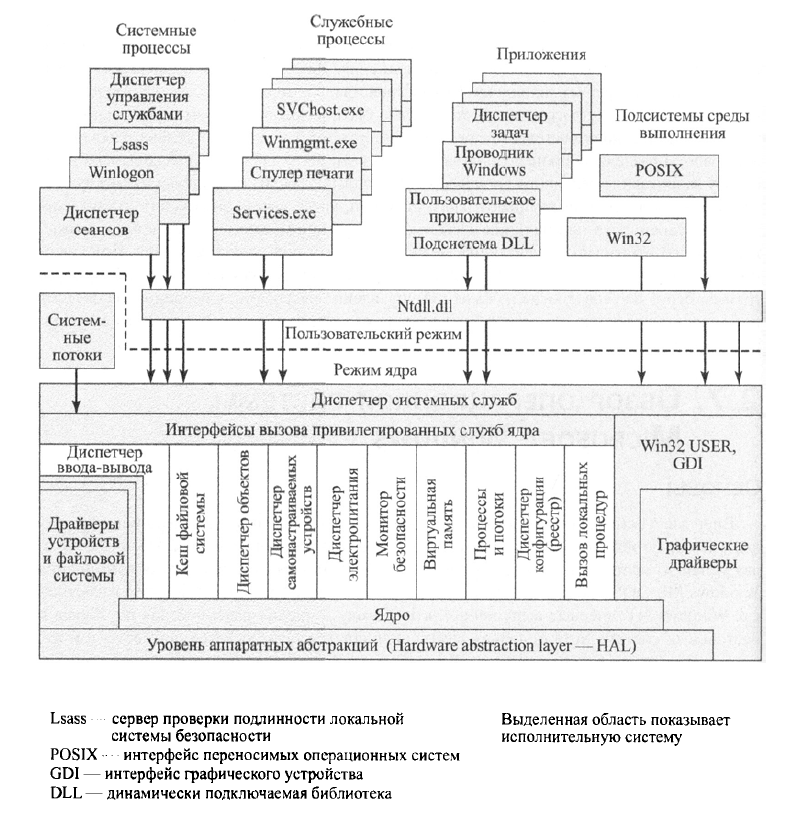 Системные
процессы
Служебные
процессы
Приложения
Подсистемы среды
выполнения
Диспетчер
управления
службами
Lsass
Winlogon
Диспетчер
сеансов
SVChost.exe
Winmgmt.exe
Спулер печати
Services.exe
Диспетчер
задач
Проводник
Windows
Пользовательское
приложение
Подсистема DLL
POSIX
Win32
Систем-
ные
потоки
Ntdll.dll
Пользовательский режим
Режим ядра
Диспетчер системных служб
Интерфейсы вызова привилегированных служб ядра
Диспетчер
ввода-вывода
Драйверы
устройств
и файловой
системы
Кеш файловой
системы
Диспетчер объектов
Диспетчер
самонастраиваемых
устройств
Диспетчер
электропитания
Монитор
безопасности
Виртуальная
память
Процессы
и потоки
Диспетчер
конфигурации
(реестр)
Вызов локальных
процедур
Win32 USER,
GDI
Графические
драйверы
Ядро
Уровень аппаратных абстракций (Hardware abstraction layer — HAL)
Lsass — сервер проверки подлинности локальной
системы безопасности
POSIX — интерфейс переносимых операционных систем
GDI — интерфейс графического устройства
DLL — динамически подключаемая библиотека
Выделенная область показывает
исполнительную систему